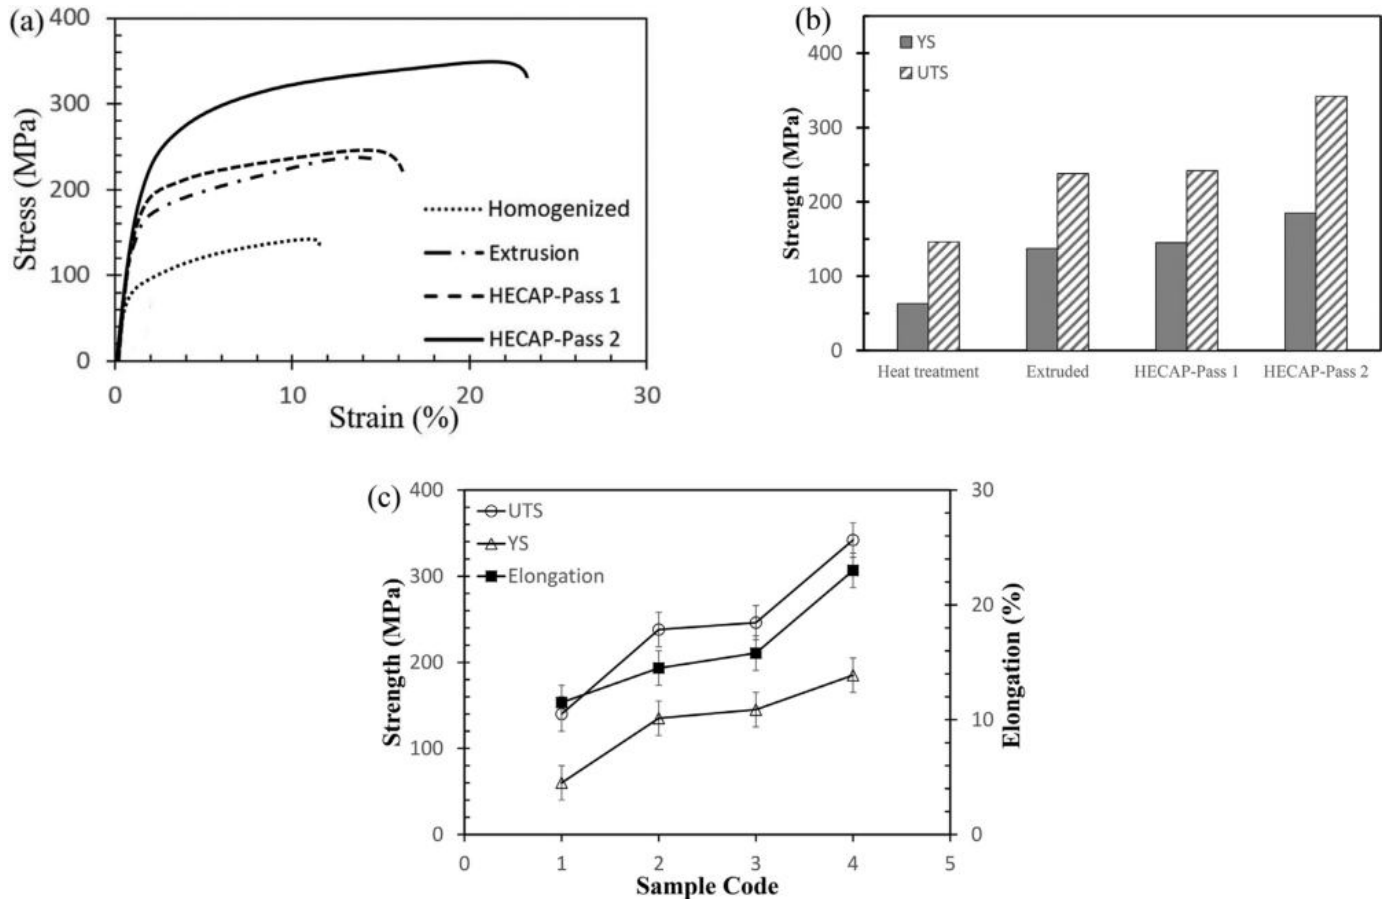 (a)
400
300
200
100
0
Stress (MPa)
Homogenized
Extrusion
HECAP-Pass 1
HECAP-Pass 2
0
10
20
30
Strain (%)
(b)
YS
UTS
400
300
200
100
0
Strength (MPa)
Heat treatment
Extruded
HECAP-Pass 1
HECAP-Pass 2
(c)
UTS
YS
Elongation
400
300
200
100
0
Strength (MPa)
30
20
10
0
Elongation (%)
0
1
2
3
4
5
Sample Code